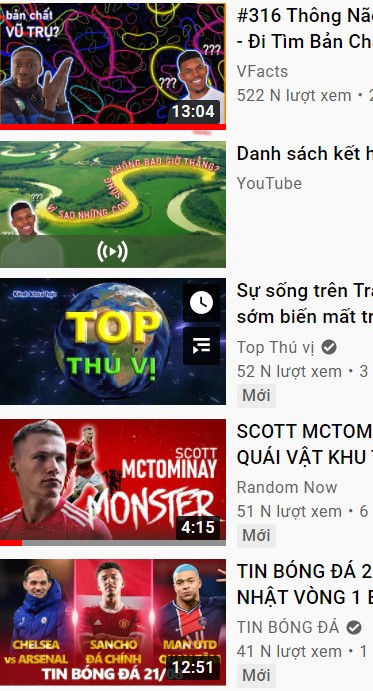 bản chất
VŨ TRỤ?
???
???
13:04
#316 Thông Não
- Đi Tìm Bản Ch
VFacts
522 N lượt xem •
???
VÌ SAO NHỮNG CON SÔNG
KHÔNG BAO GIỜ THẲNG?
Danh sách kết h
YouTube
TOP
THÚ VỊ
Sự sống trên Tr
sớm biến mất tr
Top Thú vị
52 N lượt xem • 3
Mới
SCOTT
MCTOMINAY
MONSTER
4:15
SCOTT MCTOM
QUÁI VẬT KHU
Random Now
51 N lượt xem • 6
Mới
CHELSEA
vs ARSENAL
SANCHO
ĐÁ CHÍNH
MAN UTD
TIN BÓNG ĐÁ 21/
12:51
TIN BÓNG ĐÁ 2
NHẬT VÒNG 1
TIN BÓNG ĐÁ
41 N lượt xem • 1
Mới